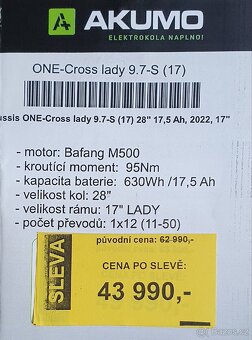 AKUMO
ELEKTROKOLA NAPLNO!
ONE-Cross lady 9.7-S (17)
ussis ONE-Cross lady 9.7-S (17) 28" 17,5 Ah, 2022, 17"
- motor: Bafang M500
- kroutící moment: 95Nm
- kapacita baterie: 630Wh /17,5 Ah
- velikost kol: 28"
- velikost rámu: 17" LADY
- počet převodů: 1x12 (11-50)
SLEVA
původní cena: 62 990,-
CENA PO SLEVĚ:
43 990,-